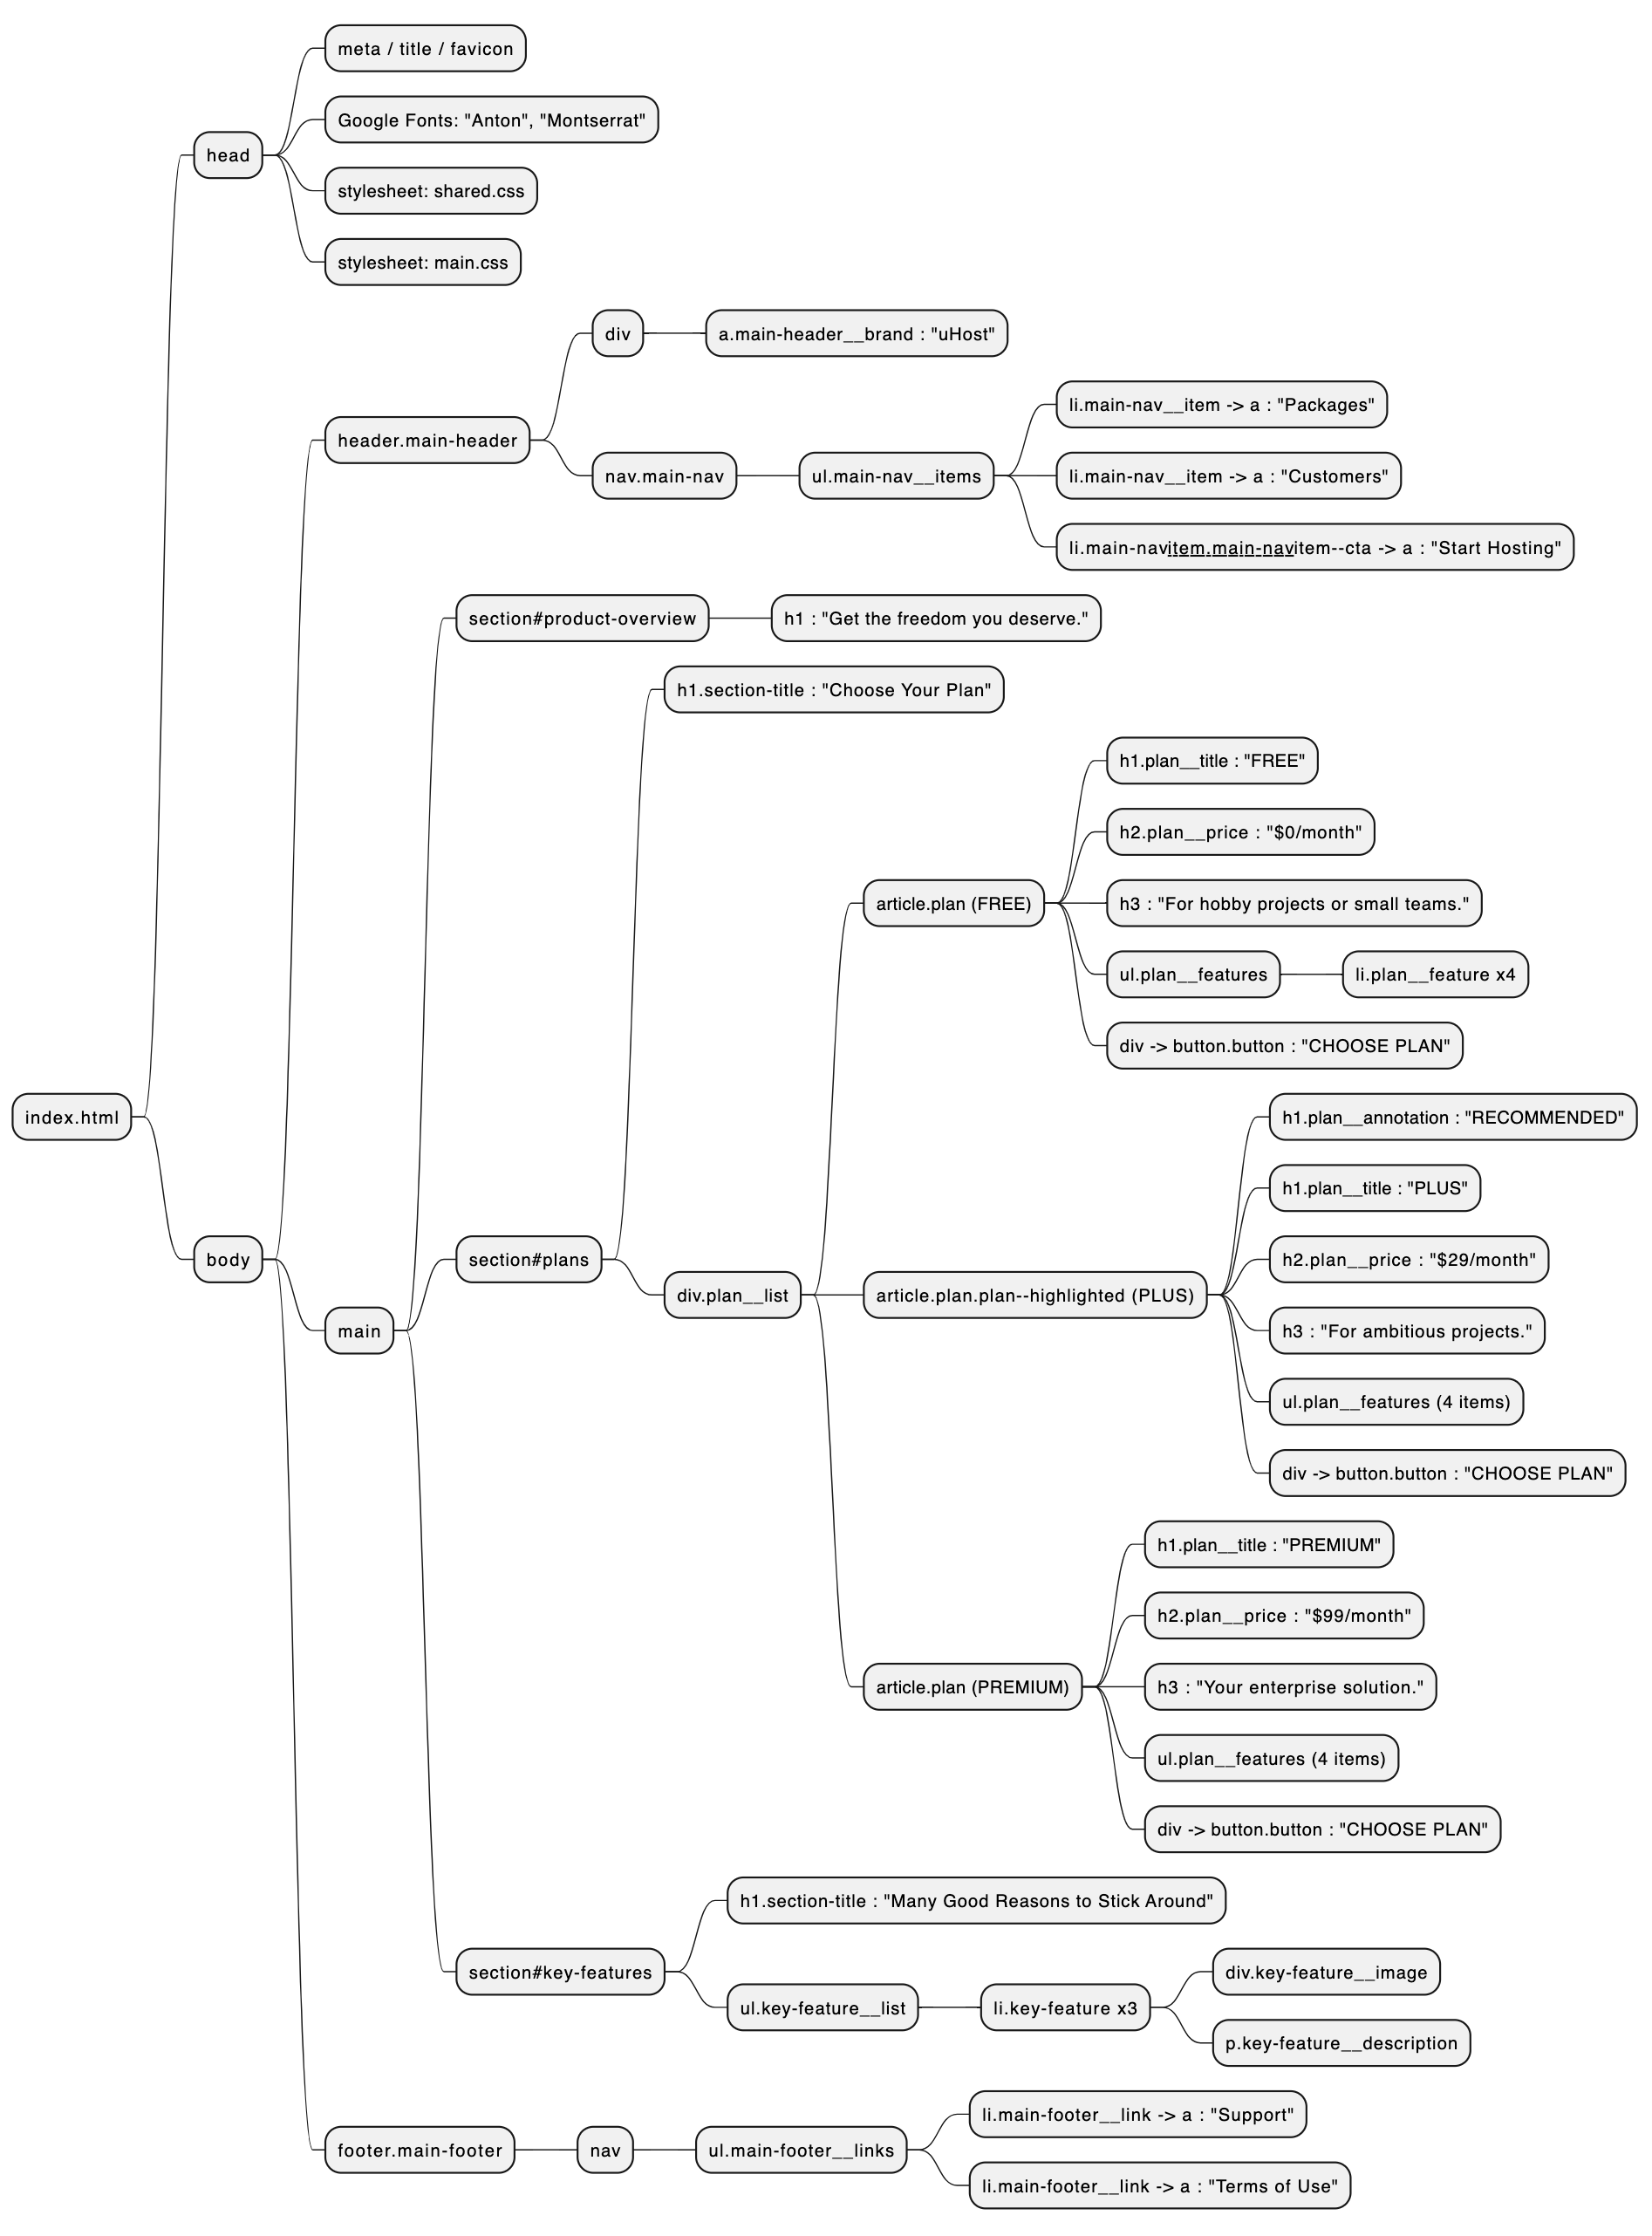 meta / title / favicon
Google Fonts: "Anton", "Montserrat"
head
stylesheet: shared.css
stylesheet: main.css
div
a.main-header__brand : "uHost"
li.main-nav__item -> a : "Packages"
header.main-header
nav.main-nav
ul.main-nav__items
li.main-nav__item -> a : "Customers"
li.main-navitem.main-navitem--cta -> a : "Start Hosting"
section#product-overview
h1 : "Get the freedom you deserve."
h1.section-title : "Choose Your Plan"
h1.plan__title : "FREE"
h2.plan__price : "$0/month"
article.plan (FREE)
h3 : "For hobby projects or small teams."
ul.plan__features
li.plan__feature x4
div -> button.button : "CHOOSE PLAN"
index.html
h1.plan__annotation : "RECOMMENDED"
h1.plan__title : "PLUS"
body
section#plans
h2.plan__price : "$29/month"
div.plan__list
article.plan.plan--highlighted (PLUS)
main
h3 : "For ambitious projects."
ul.plan__features (4 items)
div -> button.button : "CHOOSE PLAN"
h1.plan__title : "PREMIUM"
h2.plan__price : "$99/month"
article.plan (PREMIUM)
h3 : "Your enterprise solution."
ul.plan__features (4 items)
div -> button.button : "CHOOSE PLAN"
h1.section-title : "Many Good Reasons to Stick Around"
section#key-features
div.key-feature__image
ul.key-feature__list
li.key-feature x3
p.key-feature__description
li.main-footer__link -> a : "Support"
footer.main-footer
nav
ul.main-footer__links
li.main-footer__link -> a : "Terms of Use"